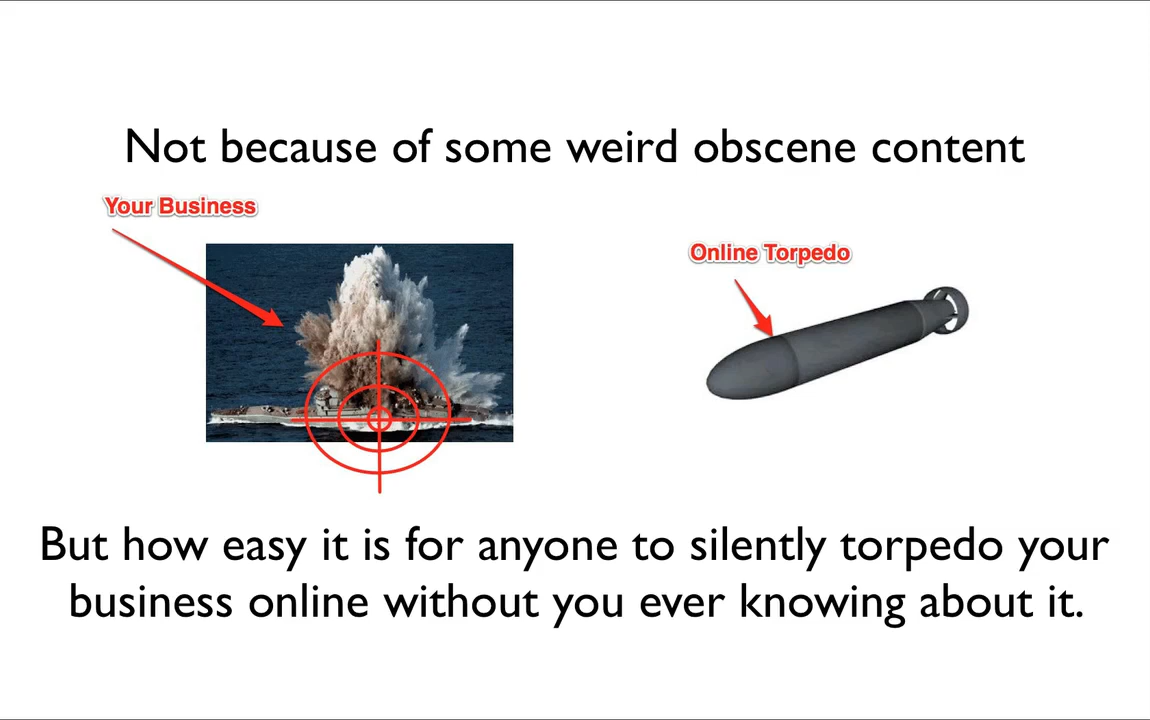 Not because of some weird obscene content
Your Business
Online Torpedo
But how easy it is for anyone to silently torpedo your
business online without you ever knowing about it.